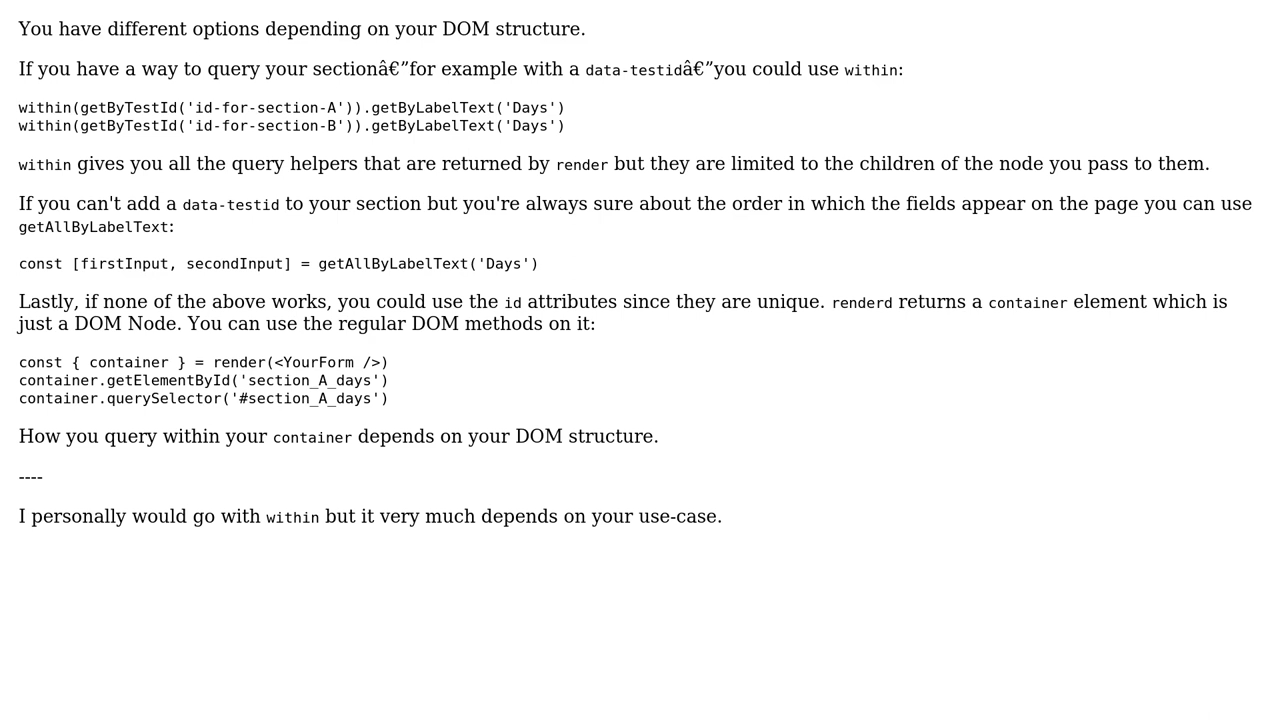 You have different options depending on your DOM structure.
If you have a way to query your sectionâ€”for example with a data-testidâ€”you could use within:
within(getByTestId('id-for-section-A')).getByLabelText('Days')
within(getByTestId('id-for-section-B')).getByLabelText('Days')
within gives you all the query helpers that are returned by render but they are limited to the children of the node you pass to them.
If you can't add a data-testid to your section but you're always sure about the order in which the fields appear on the page you can use
getAllByLabelText:
const [firstInput, secondInput] = getAllByLabelText('Days')
Lastly, if none of the above works, you could use the id attributes since they are unique. renderd returns a container element which is
just a DOM Node. You can use the regular DOM methods on it:
const { container } = render(<YourForm />)
container.getElementById('section_A_days')
container.querySelector('#section_A_days')
How you query within your container depends on your DOM structure.
----
I personally would go with within but it very much depends on your use-case.